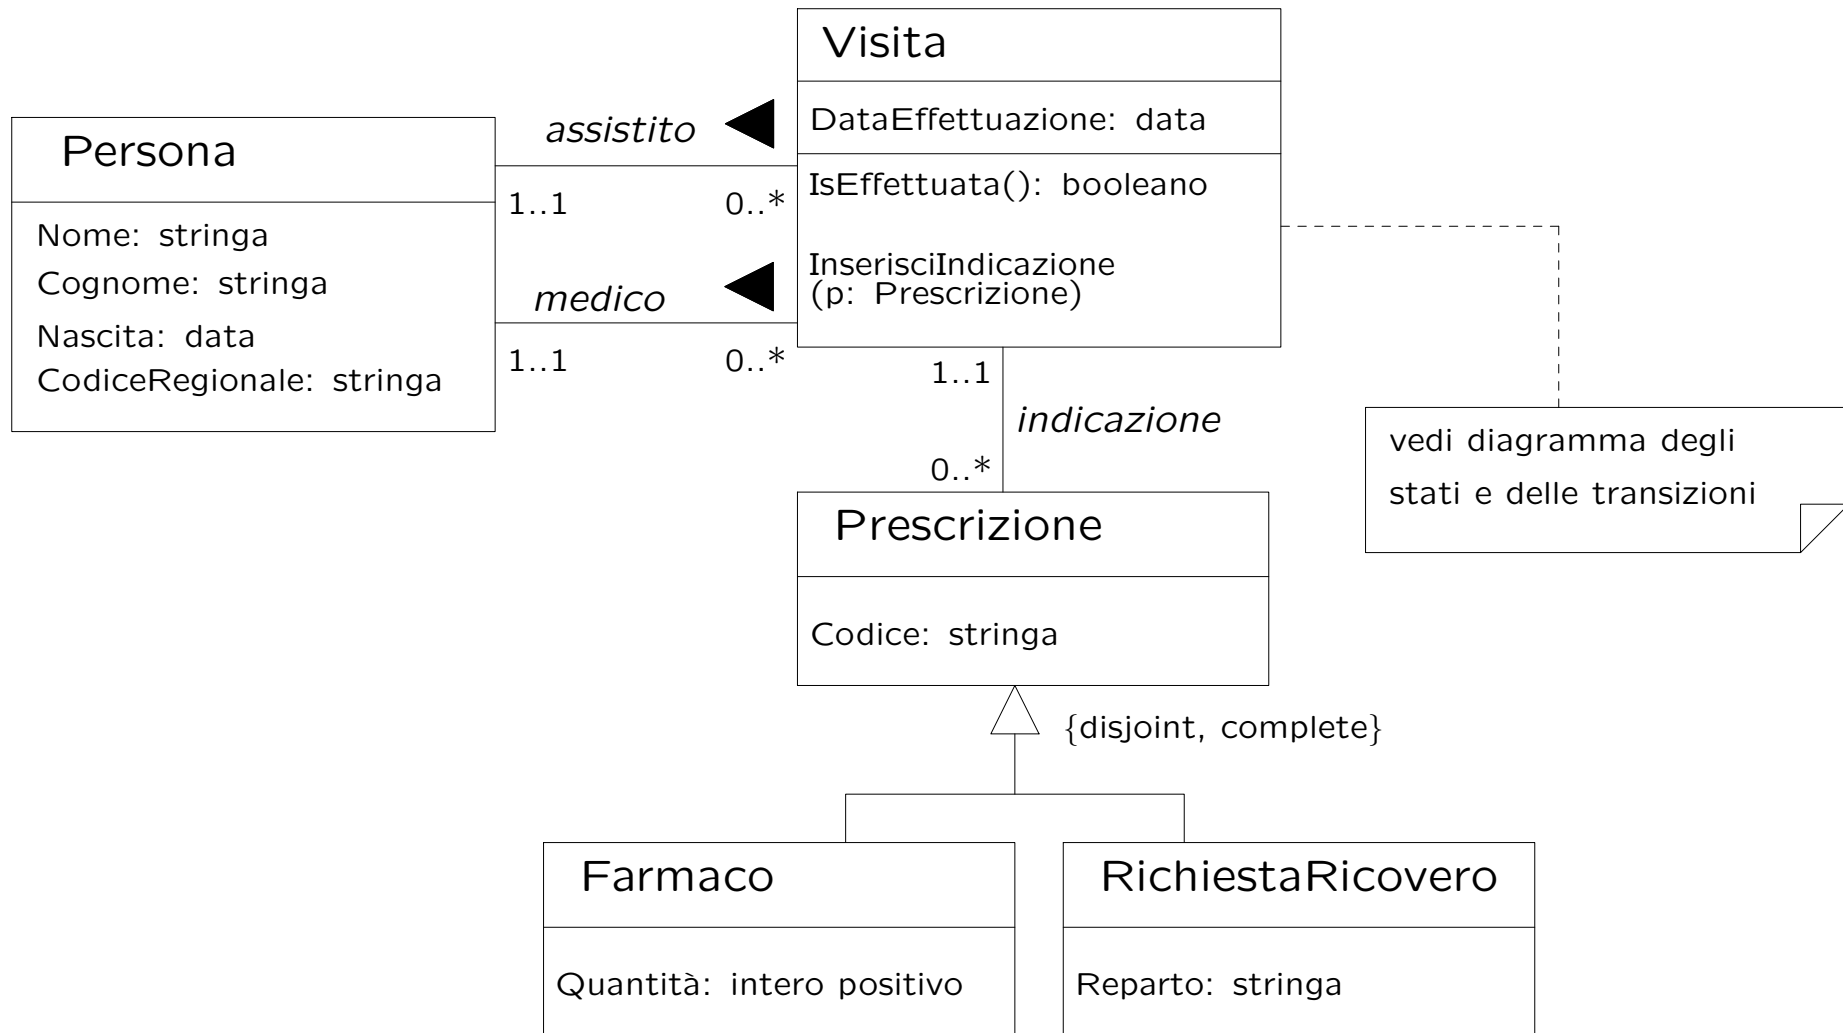 Visita
DataEffettuazione: data
IsEffettuata(): booleano
InserisciIndicazione
(p: Prescrizione)
Persona
Nome: stringa
Cognome: stringa
Nascita: data
CodiceRegionale: stringa
assistito
1..1
0..*
medico
1..1
0..*
1..1
indicazione
0..*
vedi diagramma degli
stati e delle transizioni
Prescrizione
Codice: stringa
{disjoint, complete}
Farmaco
Quantità: intero positivo
RichiestaRicovero
Reparto: stringa